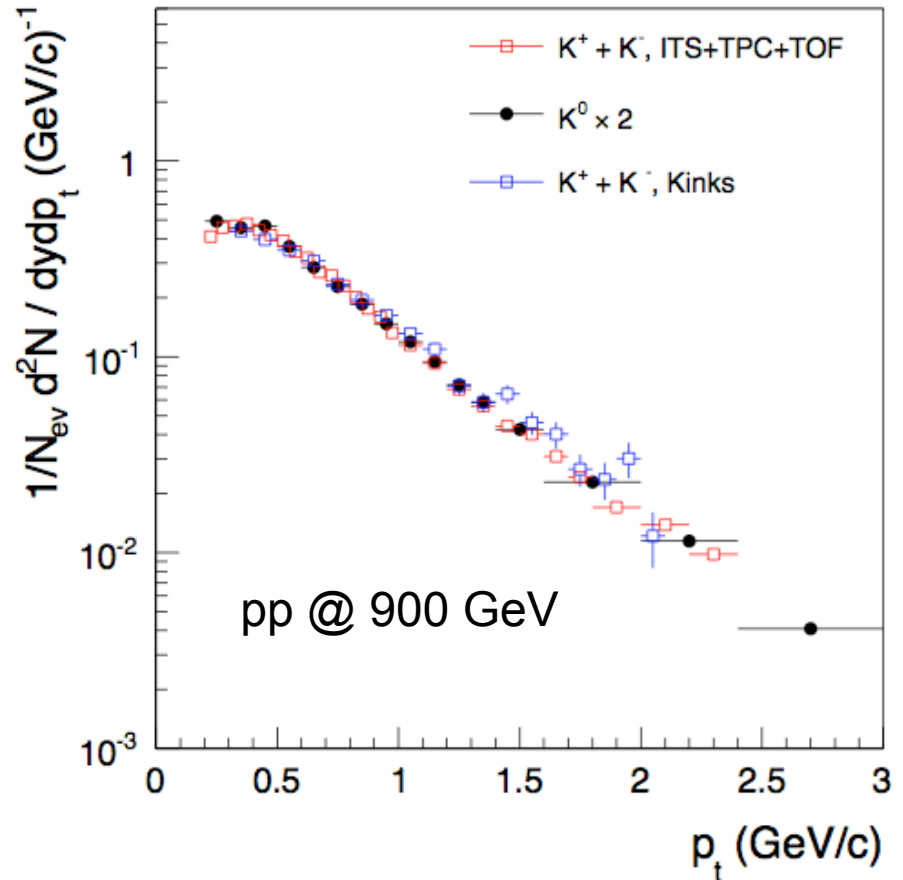 1/N_ev d²N / dydp_t (GeV/c)⁻¹
K⁺ + K⁻, ITS+TPC+TOF
K⁰ × 2
K⁺ + K⁻, Kinks
1
10⁻¹
10⁻²
10⁻³
pp @ 900 GeV
0 0.5 1 1.5 2 2.5 3
p_t (GeV/c)